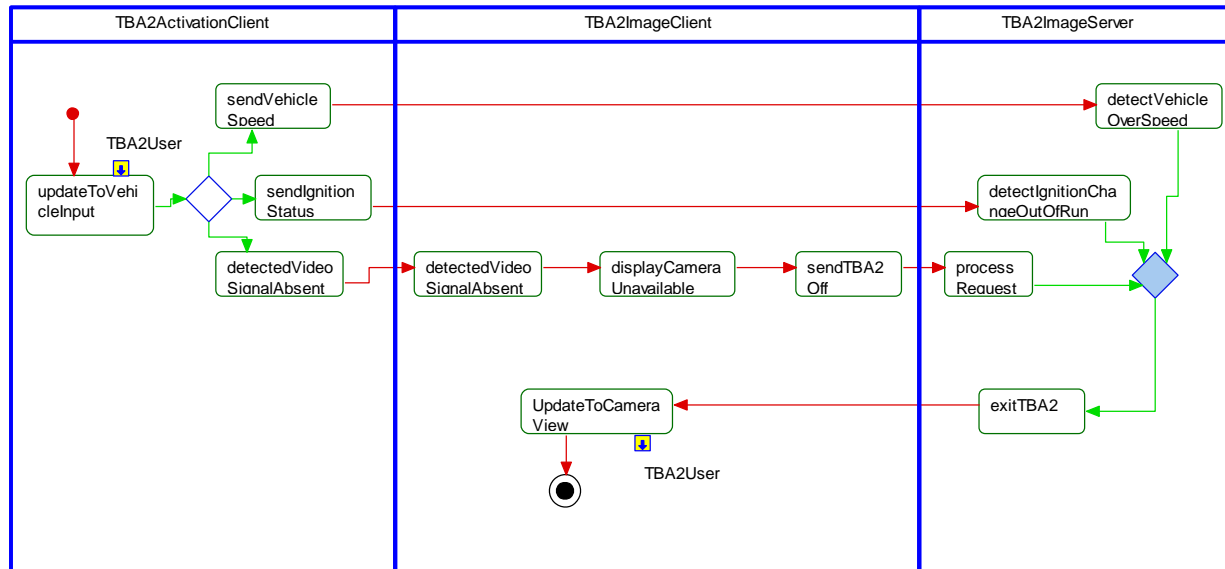 TBA2ActivationClient
TBA2ImageClient
TBA2ImageServer
sendVehicle
Speed
detectVehicle
OverSpeed
TBA2User
updateToVehi
cleInput
sendIgnition
Status
detectIgnitionCha
ngeOutOfRun
detectedVideo
SignalAbsent
detectedVideo
SignalAbsent
displayCamera
Unavailable
sendTBA2
Off
process
Request
UpdateToCamera
View
exitTBA2
TBA2User